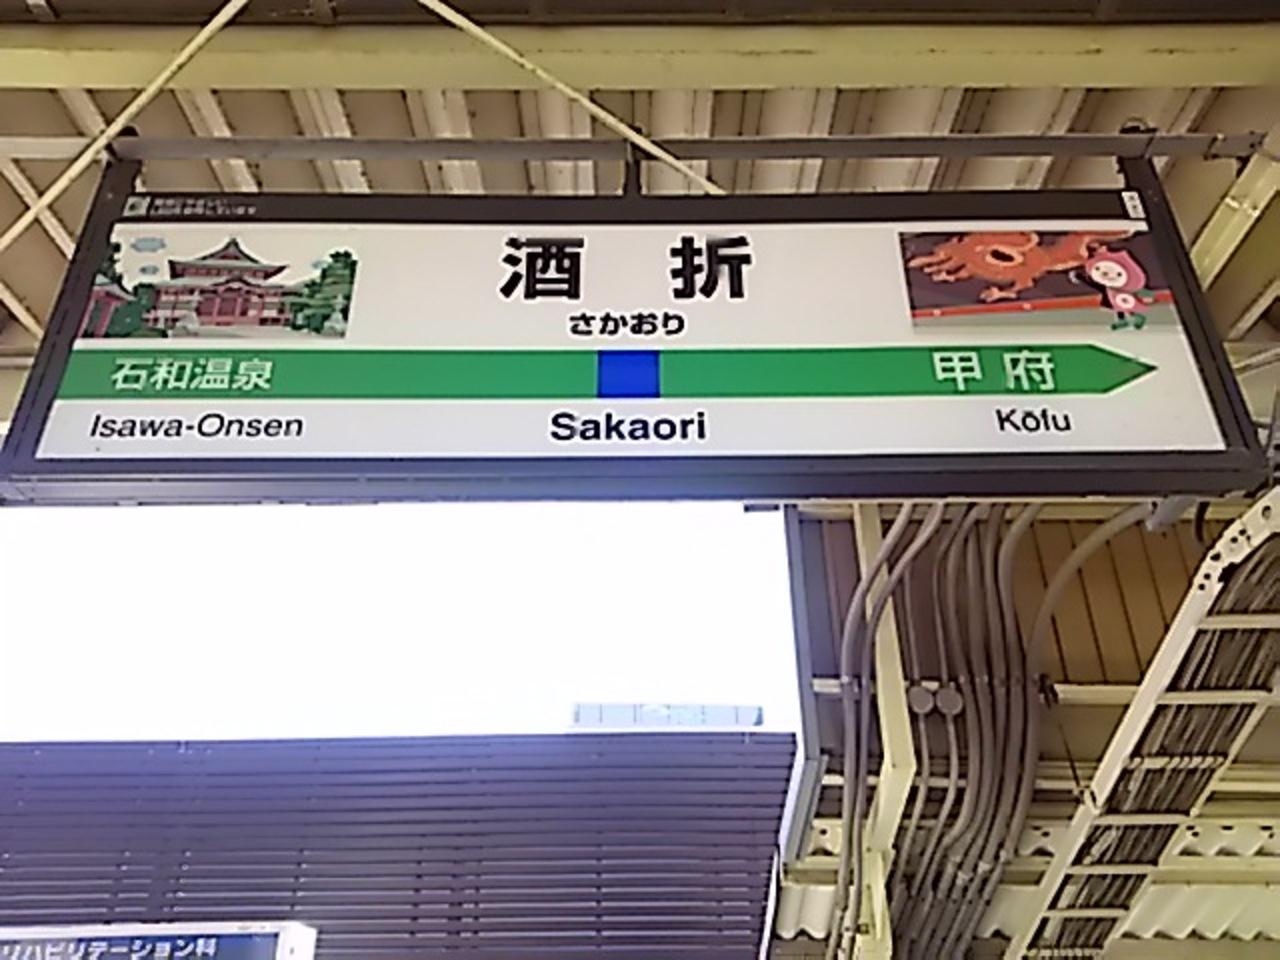 酒折
さかおり
石和温泉
甲府
Isawa-Onsen
Sakaori
Kōfu
リハビリテーション科